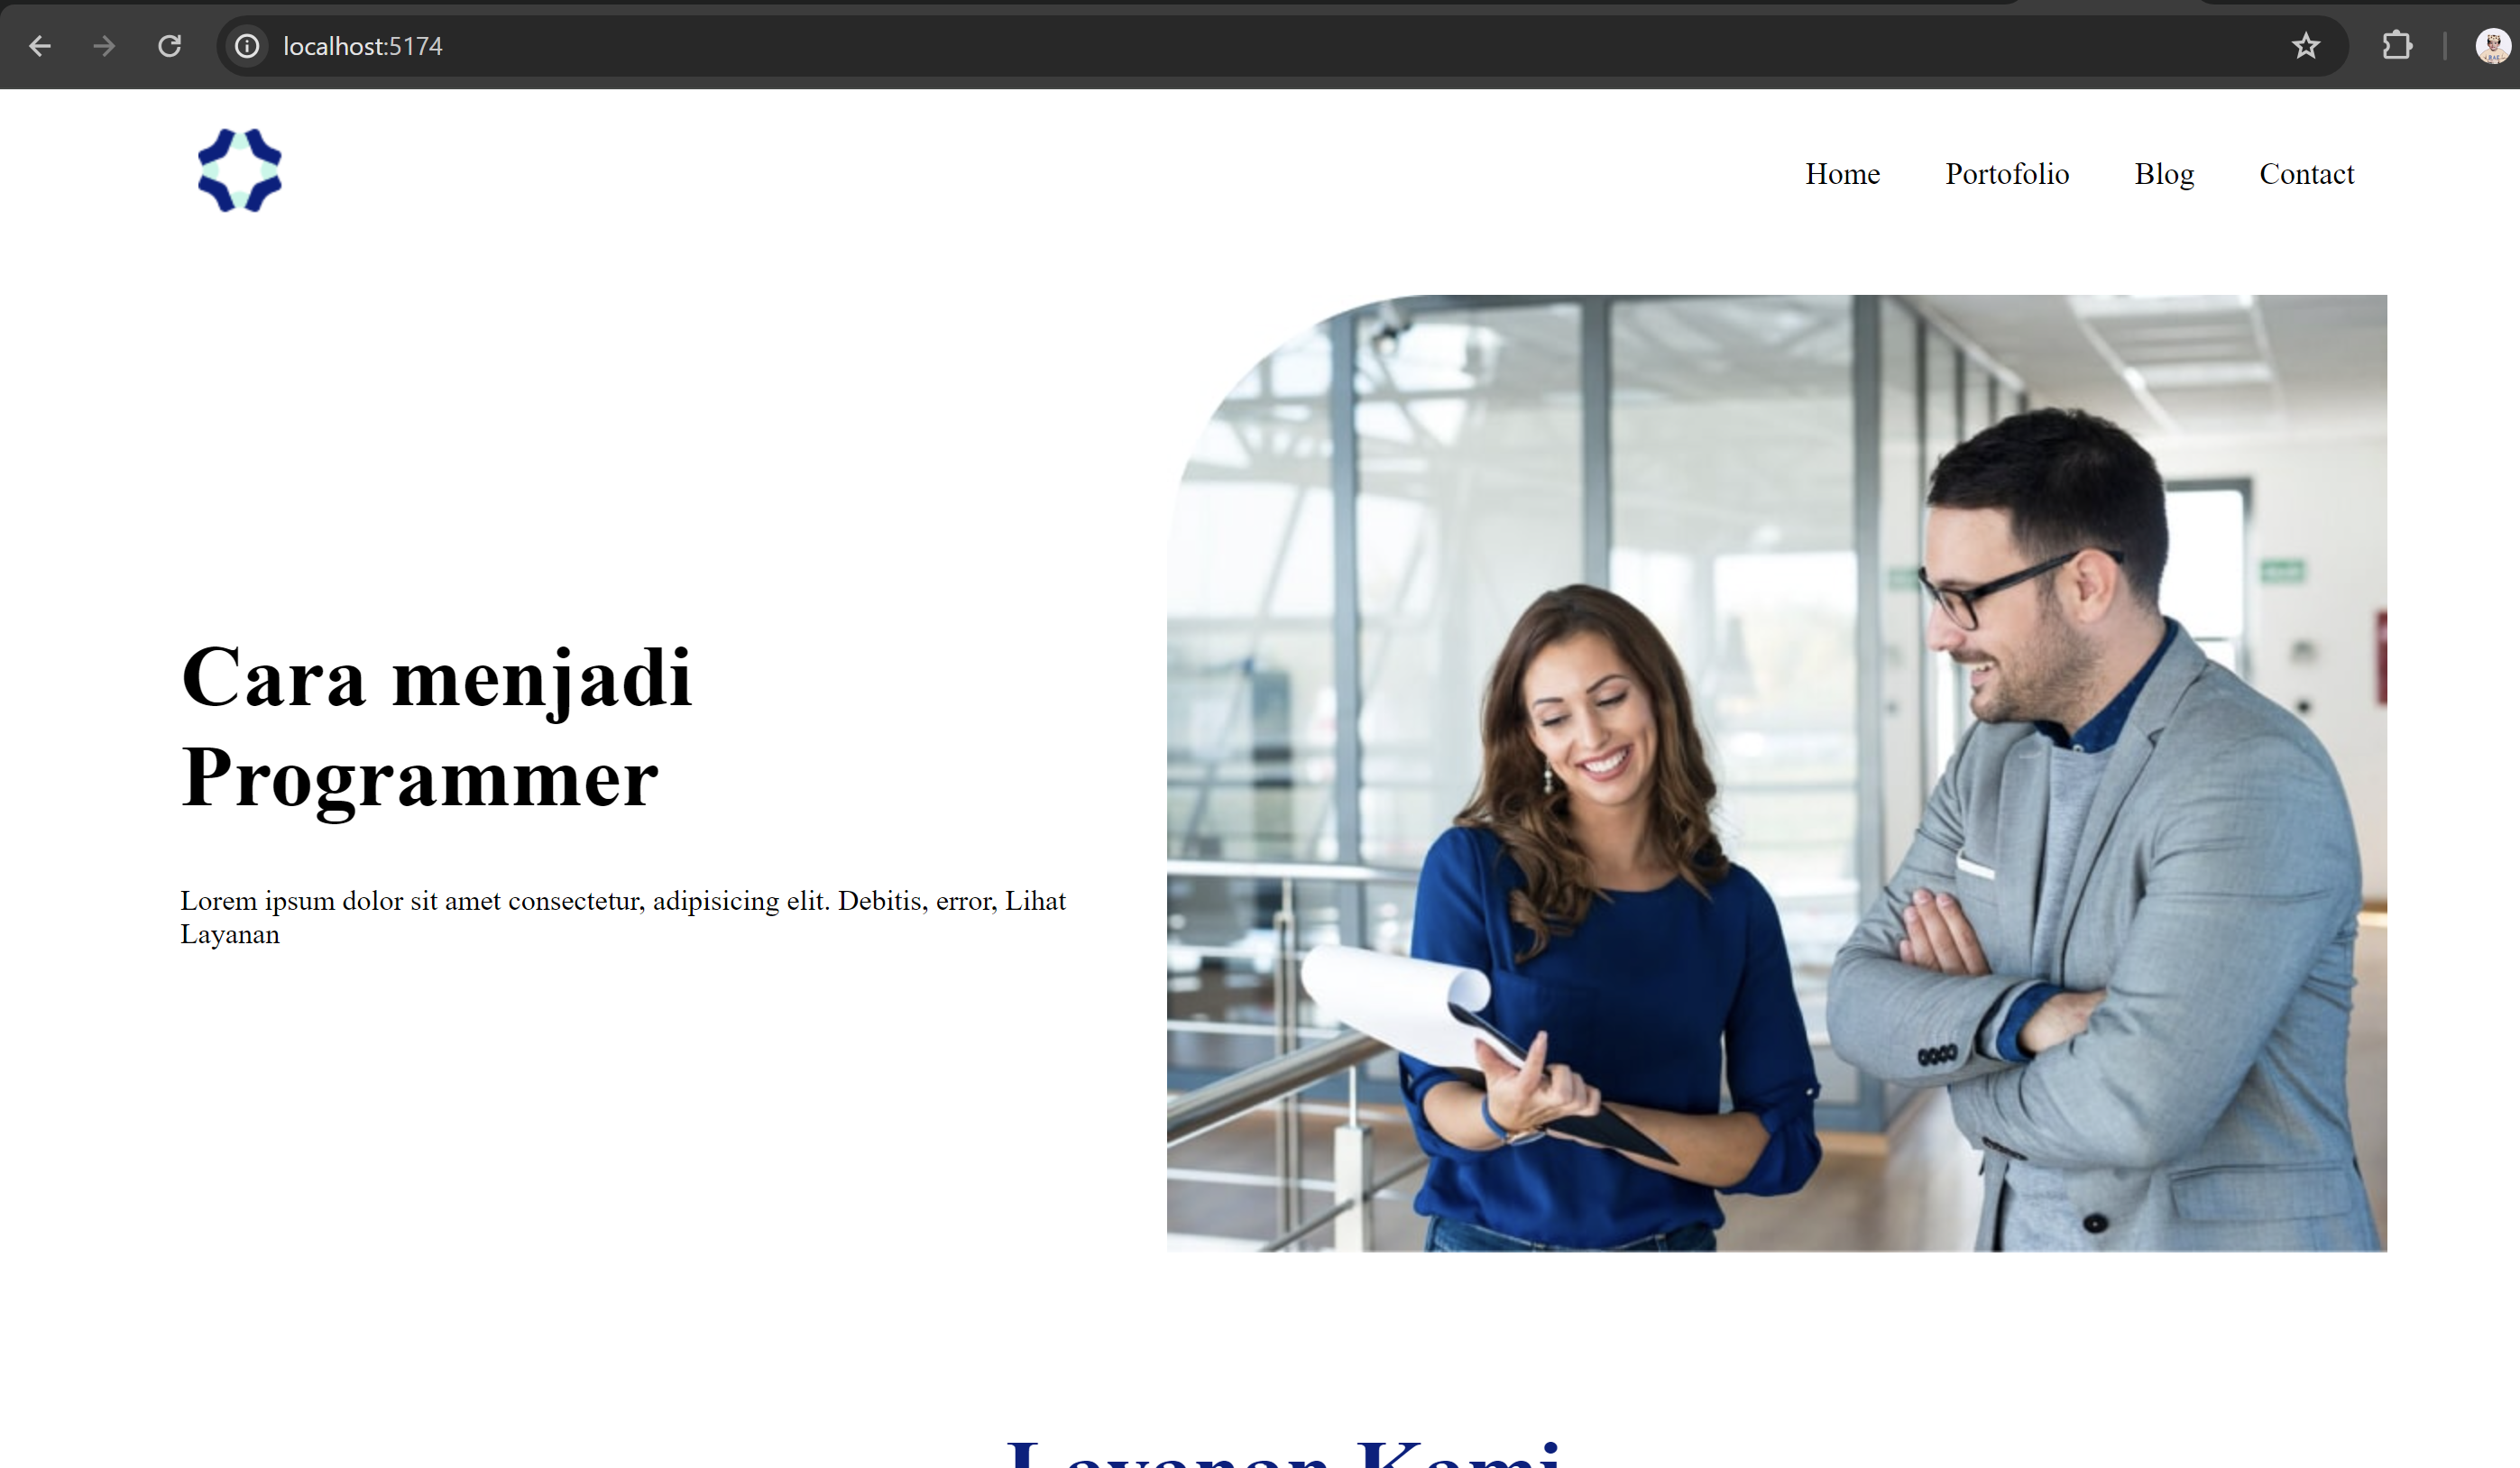 localhost:5174
Home Portofolio Blog Contact
Cara menjadi
Programmer
Lorem ipsum dolor sit amet consectetur, adipisicing elit. Debitis, error, Lihat
Layanan
Layanan Kami